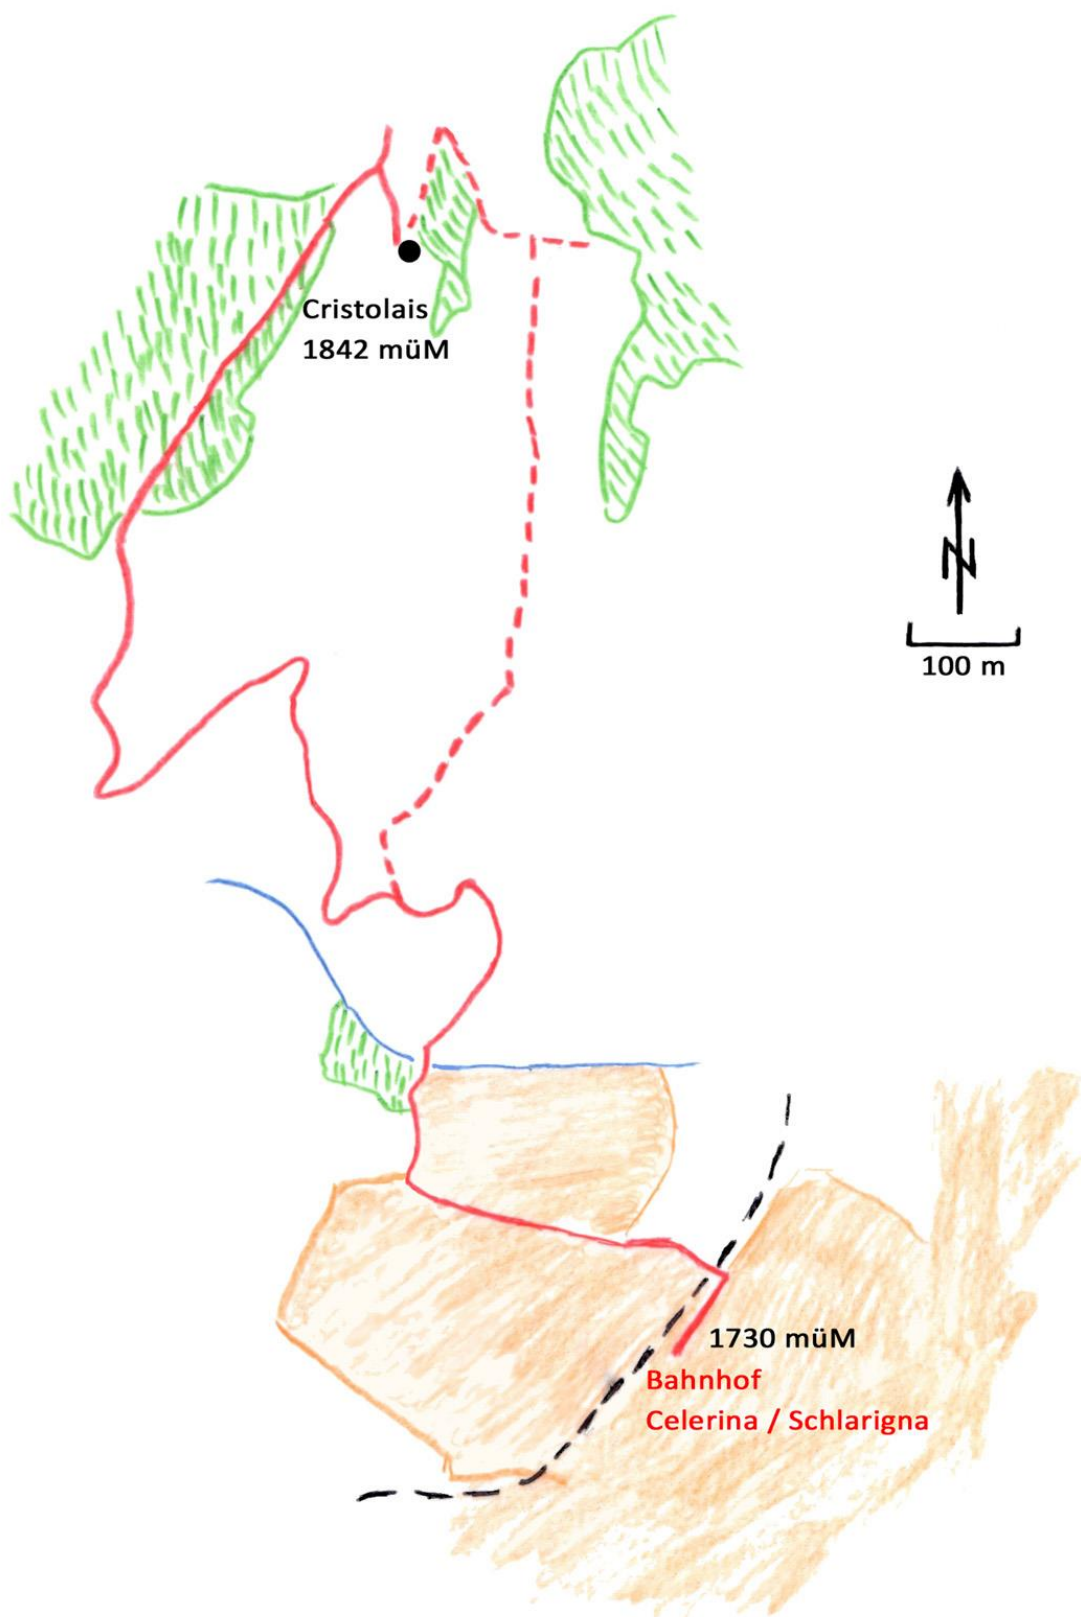 Cristolais
1842 müM
N
100 m
1730 müM
Bahnhof
Celerina / Schlarigna